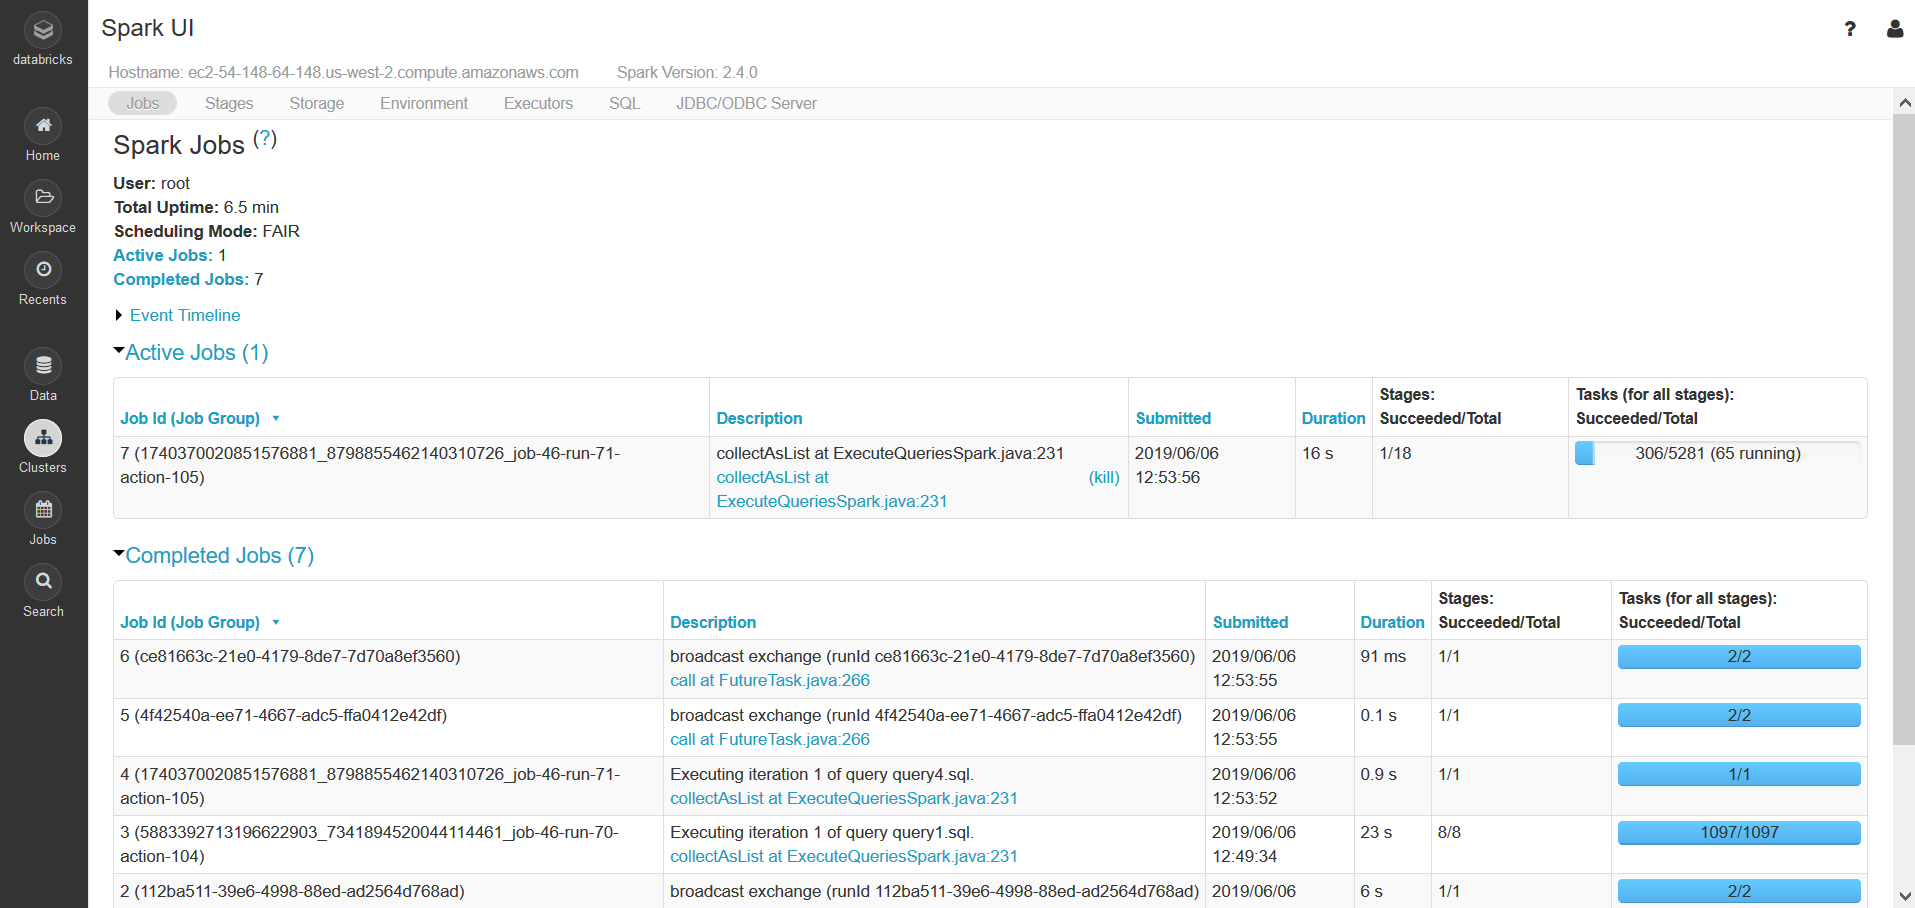 databricks
Home
Workspace
Recents
Data
Clusters
Jobs
Search
Spark UI
?
Hostname: ec2-54-148-64-148.us-west-2.compute.amazonaws.com Spark Version: 2.4.0
Jobs Stages Storage Environment Executors SQL JDBC/ODBC Server
Spark Jobs (?)
User: root
Total Uptime: 6.5 min
Scheduling Mode: FAIR
Active Jobs: 1
Completed Jobs: 7
Event Timeline
Active Jobs (1)
Stages: Tasks (for all stages):
Job Id (Job Group) Description Submitted Duration Succeeded/Total Succeeded/Total
7 (1740370020851576881_8798855462140310726_job-46-run-71- collectAsList at ExecuteQueriesSpark.java:231 2019/06/06 16 s 1/18 306/5281 (65 running)
action-105) collectAsList at (kill) 12:53:56
ExecuteQueriesSpark.java:231
Completed Jobs (7)
Stages: Tasks (for all stages):
Job Id (Job Group) Description Submitted Duration Succeeded/Total Succeeded/Total
6 (ce81663c-21e0-4179-8de7-7d70a8ef3560) broadcast exchange (runId ce81663c-21e0-4179-8de7-7d70a8ef3560) 2019/06/06 91 ms 1/1 2/2
call at FutureTask.java:266 12:53:55
5 (4f42540a-ee71-4667-adc5-ffa0412e42df) broadcast exchange (runId 4f42540a-ee71-4667-adc5-ffa0412e42df) 2019/06/06 0.1 s 1/1 2/2
call at FutureTask.java:266 12:53:55
4 (1740370020851576881_8798855462140310726_job-46-run-71- Executing iteration 1 of query query4.sql. 2019/06/06 0.9 s 1/1 1/1
action-105) collectAsList at ExecuteQueriesSpark.java:231 12:53:52
3 (5883392713196622903_7341894520044114461_job-46-run-70- Executing iteration 1 of query query1.sql. 2019/06/06 23 s 8/8 1097/1097
action-104) collectAsList at ExecuteQueriesSpark.java:231 12:49:34
2 (112ba511-39e6-4998-88ed-ad2564d768ad) broadcast exchange (runId 112ba511-39e6-4998-88ed-ad2564d768ad) 2019/06/06 6 s 1/1 2/2